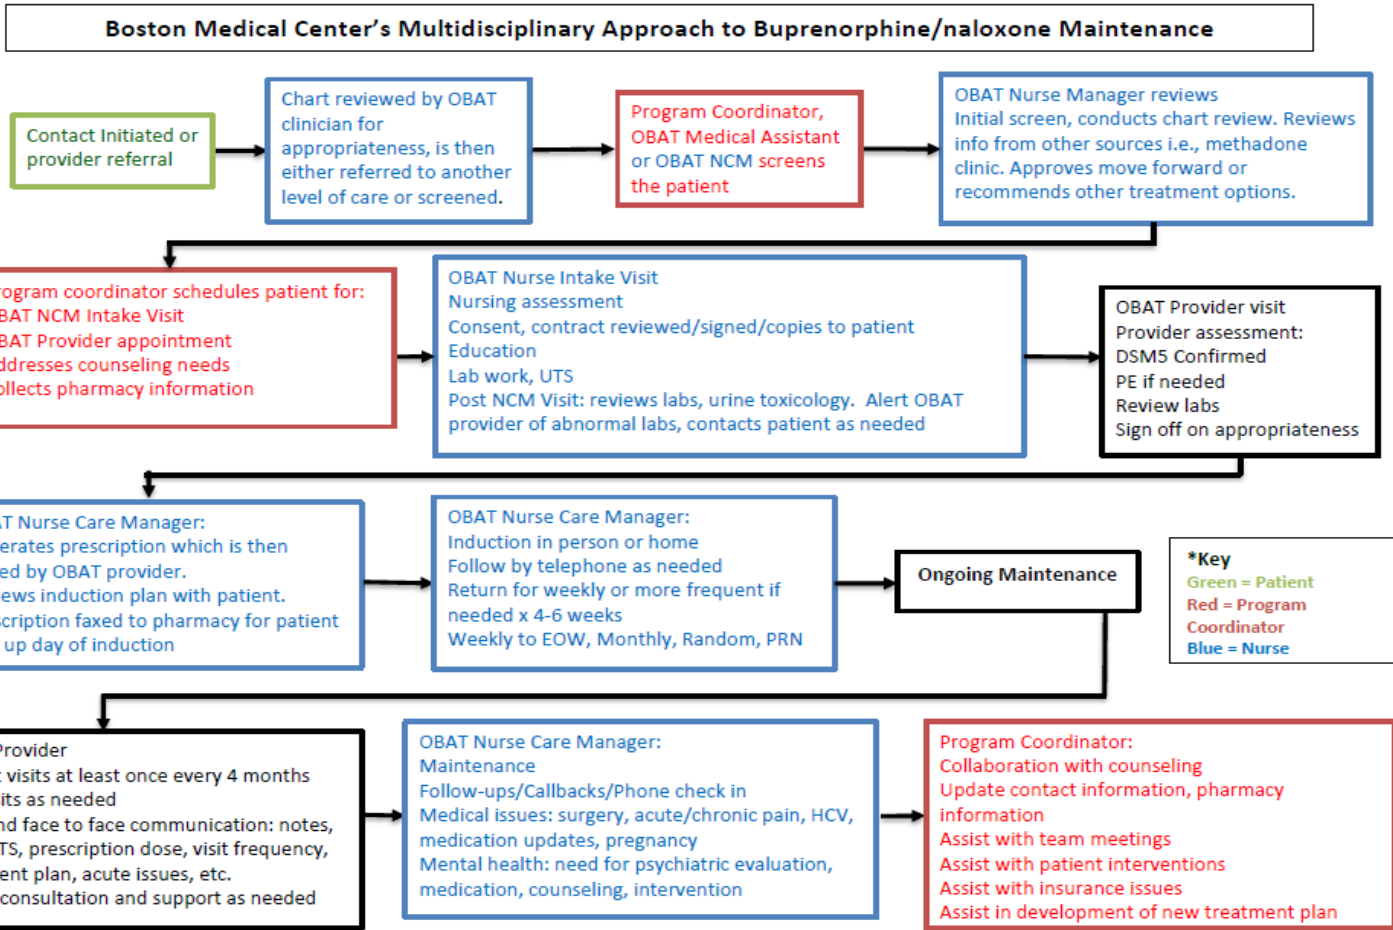 Boston Medical Center's Multidisciplinary Approach to Buprenorphine/naloxone Maintenance
Contact Initiated or
provider referral
Chart reviewed by OBAT
clinician for
appropriateness, is then
either referred to another
level of care or screened.
Program Coordinator,
OBAT Medical Assistant
or OBAT NCM screens
the patient
OBAT Nurse Manager reviews
Initial screen, conducts chart review. Reviews
info from other sources i.e., methadone
clinic. Approves move forward or
recommends other treatment options.
rogram coordinator schedules patient for:
BAT NCM Intake Visit
BAT Provider appointment
ddresses counseling needs
ollects pharmacy information
OBAT Nurse Intake Visit
Nursing assessment
Consent, contract reviewed/signed/copies to patient
Education
Lab work, UTS
Post NCM Visit: reviews labs, urine toxicology. Alert OBAT
provider of abnormal labs, contacts patient as needed
OBAT Provider visit
Provider assessment:
DSM5 Confirmed
PE if needed
Review labs
Sign off on appropriateness
AT Nurse Care Manager:
erates prescription which is then
ed by OBAT provider.
iews induction plan with patient.
scription faxed to pharmacy for patient
up day of induction
OBAT Nurse Care Manager:
Induction in person or home
Follow by telephone as needed
Return for weekly or more frequent if
needed x 4-6 weeks
Weekly to EOW, Monthly, Random, PRN
Ongoing Maintenance
*Key
Green = Patient
Red = Program
Coordinator
Blue = Nurse
Provider
t visits at least once every 4 months
sits as needed
nd face to face communication: notes,
TS, prescription dose, visit frequency,
ent plan, acute issues, etc.
consultation and support as needed
OBAT Nurse Care Manager:
Maintenance
Follow-ups/Callbacks/Phone check in
Medical issues: surgery, acute/chronic pain, HCV,
medication updates, pregnancy
Mental health: need for psychiatric evaluation,
medication, counseling, intervention
Program Coordinator:
Collaboration with counseling
Update contact information, pharmacy
information
Assist with team meetings
Assist with patient interventions
Assist with insurance issues
Assist in development of new treatment plan